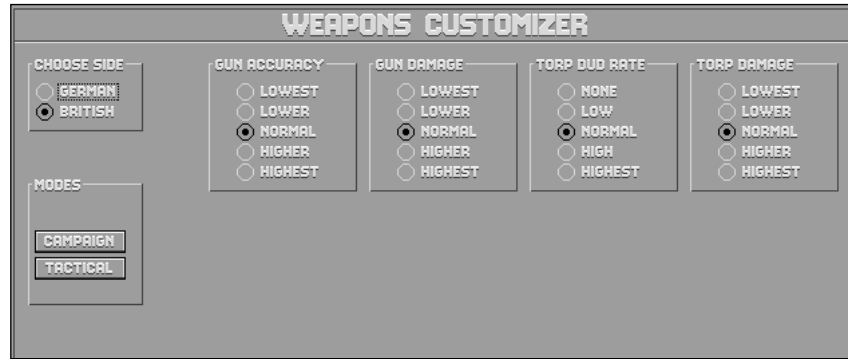 WEAPONS CUSTOMIZER
CHOOSE SIDE
GERMAN
BRITISH
MODES
CAMPAIGN
TACTICAL
GUN ACCURACY
LOWEST
LOWER
NORMAL
HIGHER
HIGHEST
GUN DAMAGE
LOWEST
LOWER
NORMAL
HIGHER
HIGHEST
TORP DUD RATE
NONE
LOW
NORMAL
HIGH
HIGHEST
TORP DAMAGE
LOWEST
LOWER
NORMAL
HIGHER
HIGHEST